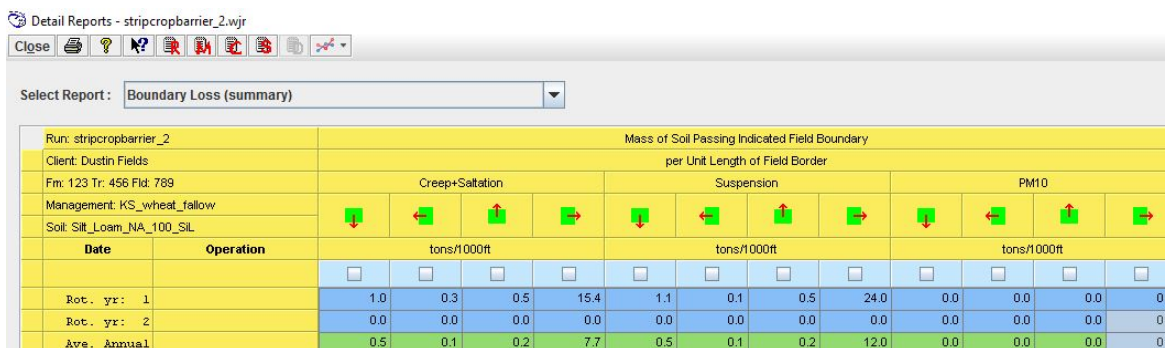 Detail Reports - stripcropbarrier_2.wjr
Close
Select Report : Boundary Loss (summary)
Run: stripcropbarrier_2 Mass of Soil Passing Indicated Field Boundary
Client: Dustin Fields per Unit Length of Field Border
Fm: 123 Tr: 456 Fld: 789 Creep+Saltation Suspension PM10
Management: KS_wheat_fallow
Soil: Silt_Loam_NA_100_SiL
Date Operation tons/1000ft tons/1000ft tons/1000ft
Rot. yr: 1 1.0 0.3 0.5 15.4 1.1 0.1 0.5 24.0 0.0 0.0 0.0 0
Rot. yr: 2 0.0 0.0 0.0 0.0 0.0 0.0 0.0 0.0 0.0 0.0 0.0 0
Ave. Annual 0.5 0.1 0.2 7.7 0.5 0.1 0.2 12.0 0.0 0.0 0.0 0